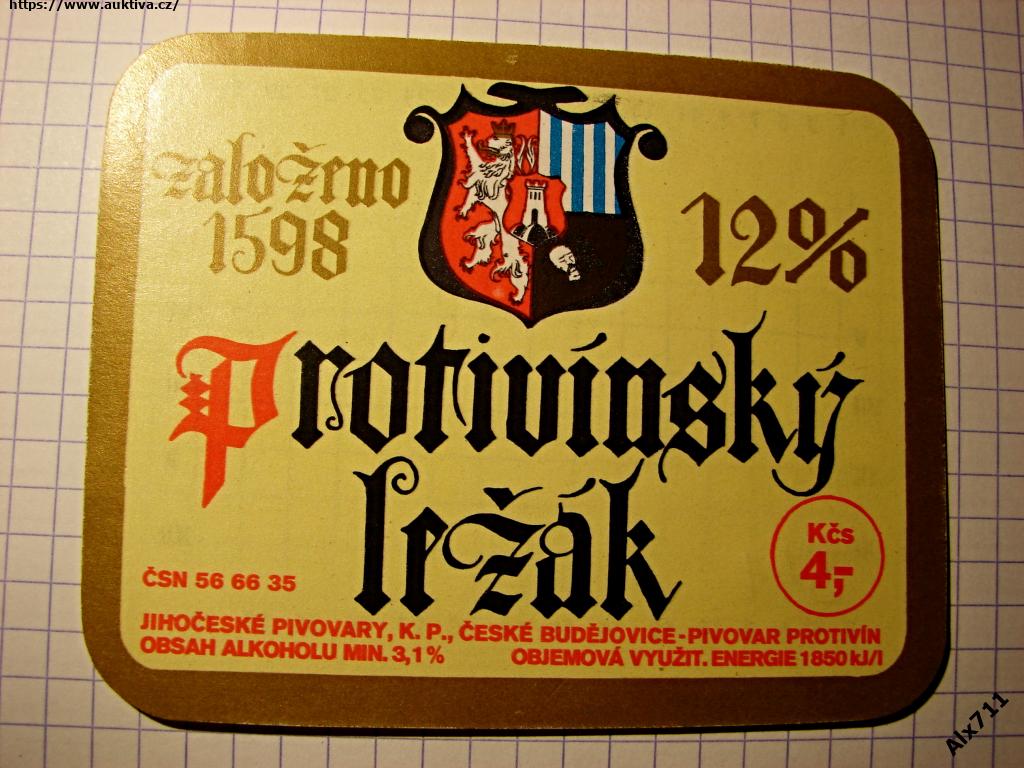 https://www.auktiva.cz/
založeno
1598
12%
Protivínský
ležák
Kčs
4,-
ČSN 56 66 35
JIHOČESKÉ PIVOVARY, K. P., ČESKÉ BUDĚJOVICE-PIVOVAR PROTIVÍN
OBSAH ALKOHOLU MIN. 3,1% OBJEMOVÁ VYUŽIT. ENERGIE 1850 kJ/l
Alx711